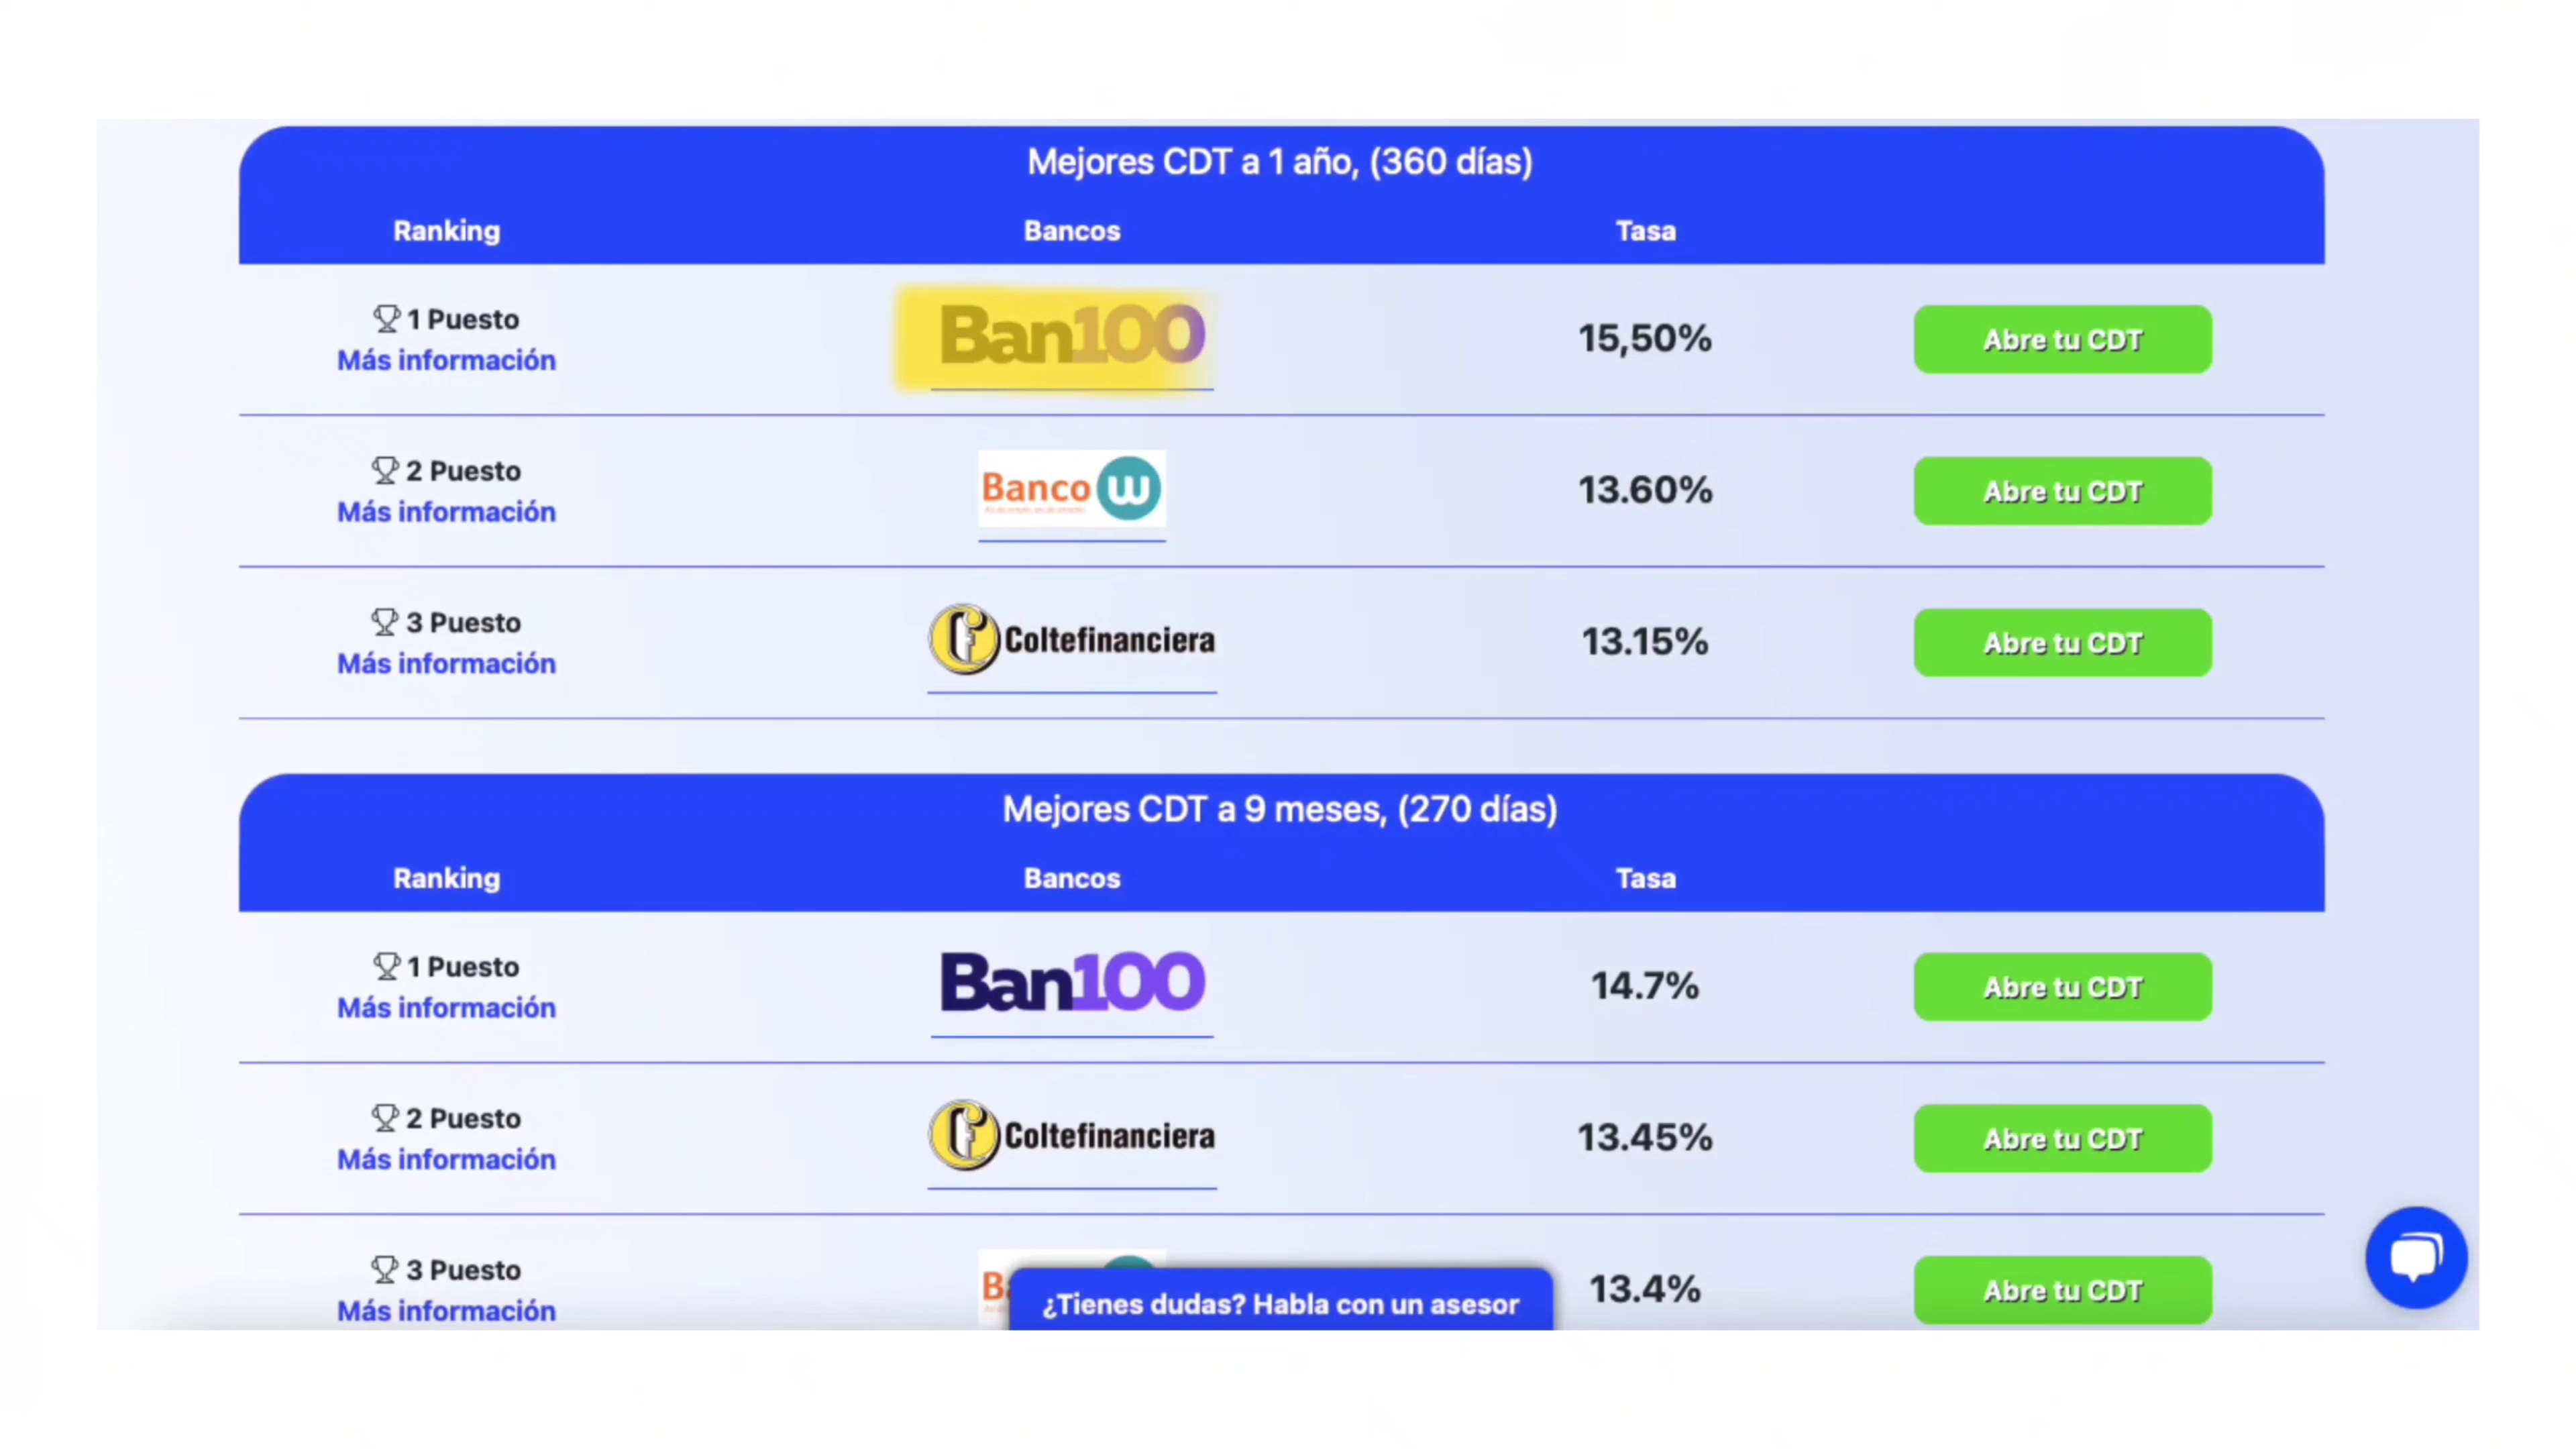 Mejores CDT a 1 año, (360 días)
Ranking Bancos Tasa
1 Puesto
Más información
Ban100
15,50%
Abre tu CDT
2 Puesto
Más información
Banco W
13.60%
Abre tu CDT
3 Puesto
Más información
Coltefinanciera
13.15%
Abre tu CDT
Mejores CDT a 9 meses, (270 días)
Ranking Bancos Tasa
1 Puesto
Más información
Ban100
14.7%
Abre tu CDT
2 Puesto
Más información
Coltefinanciera
13.45%
Abre tu CDT
3 Puesto
Más información
13.4%
Abre tu CDT
¿Tienes dudas? Habla con un asesor